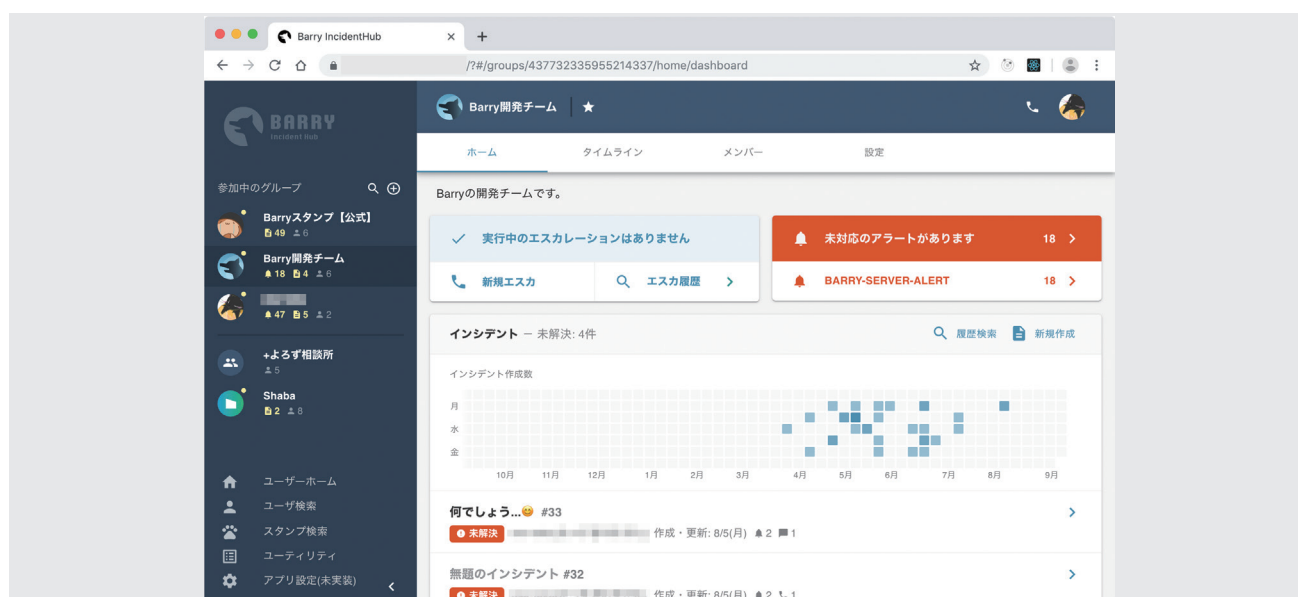 Barry IncidentHub
/?#/groups/437732335955214337/home/dashboard
BARRY
Incident Hub
Barry開発チーム
ホーム
タイムライン
メンバー
設定
参加中のグループ
Barryスタンプ【公式】
49 6
Barry開発チーム
18 4 6
47 5 2
+よろず相談所
5
Shaba
2 8
ユーザーホーム
ユーザ検索
スタンプ検索
ユーティリティ
アプリ設定(未実装)
Barryの開発チームです。
実行中のエスカレーションはありません
新規エスカ
エスカ履歴
未対応のアラートがあります 18
BARRY-SERVER-ALERT 18
インシデント － 未解決: 4件
履歴検索
新規作成
インシデント作成数
月
水
金
10月 11月 12月 1月 2月 3月 4月 5月 6月 7月 8月 9月
何でしょう...😄 #33
未解決 作成・更新: 8/5(月) 2 1
無題のインシデント #32
未解決 作成・更新: 8/5(月) 2 1